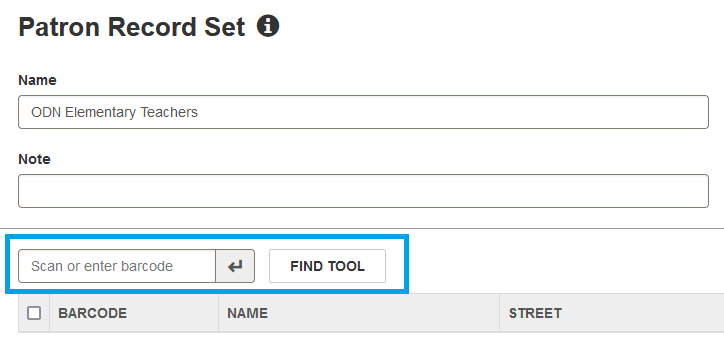 Patron Record Set
Name
ODN Elementary Teachers
Note
Scan or enter barcode FIND TOOL
BARCODE NAME STREET